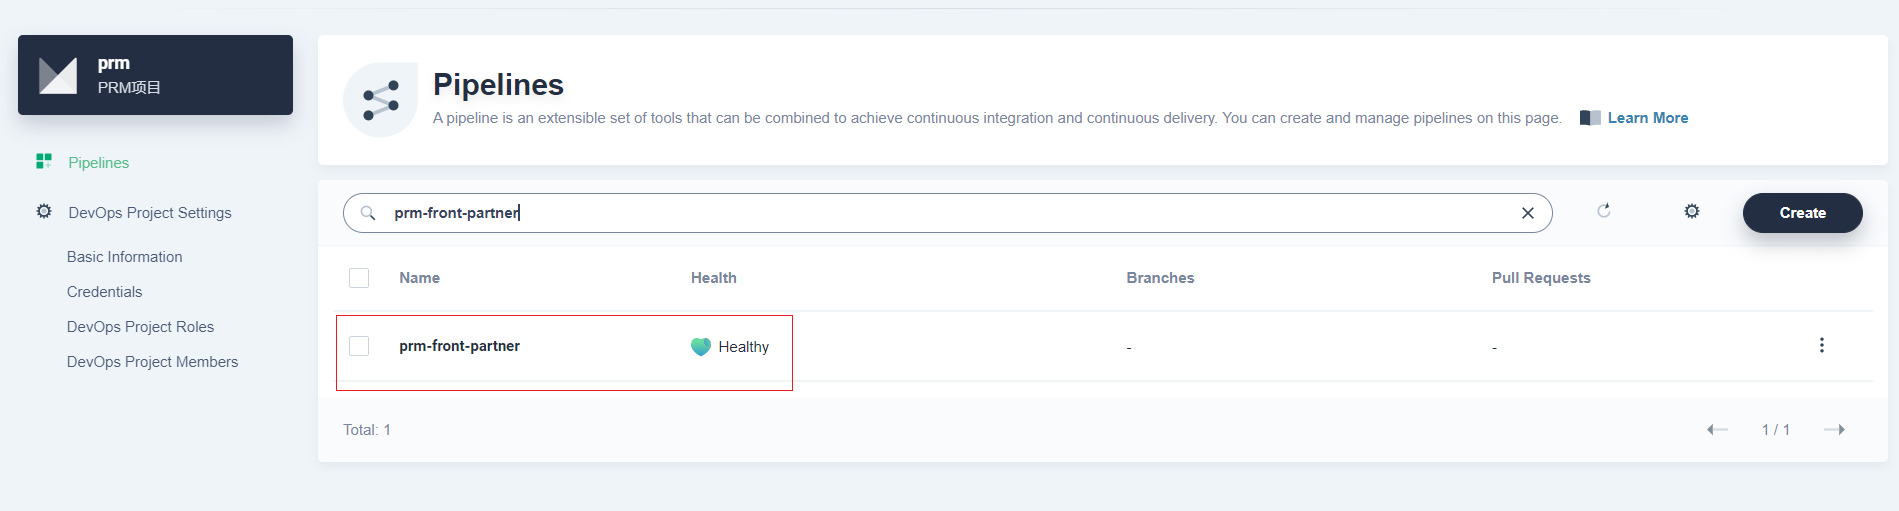 prm
PRM项目
Pipelines
DevOps Project Settings
Basic Information
Credentials
DevOps Project Roles
DevOps Project Members
Pipelines
A pipeline is an extensible set of tools that can be combined to achieve continuous integration and continuous delivery. You can create and manage pipelines on this page. Learn More
prm-front-partner Create
Name Health Branches Pull Requests
prm-front-partner Healthy - -
Total: 1 1 / 1